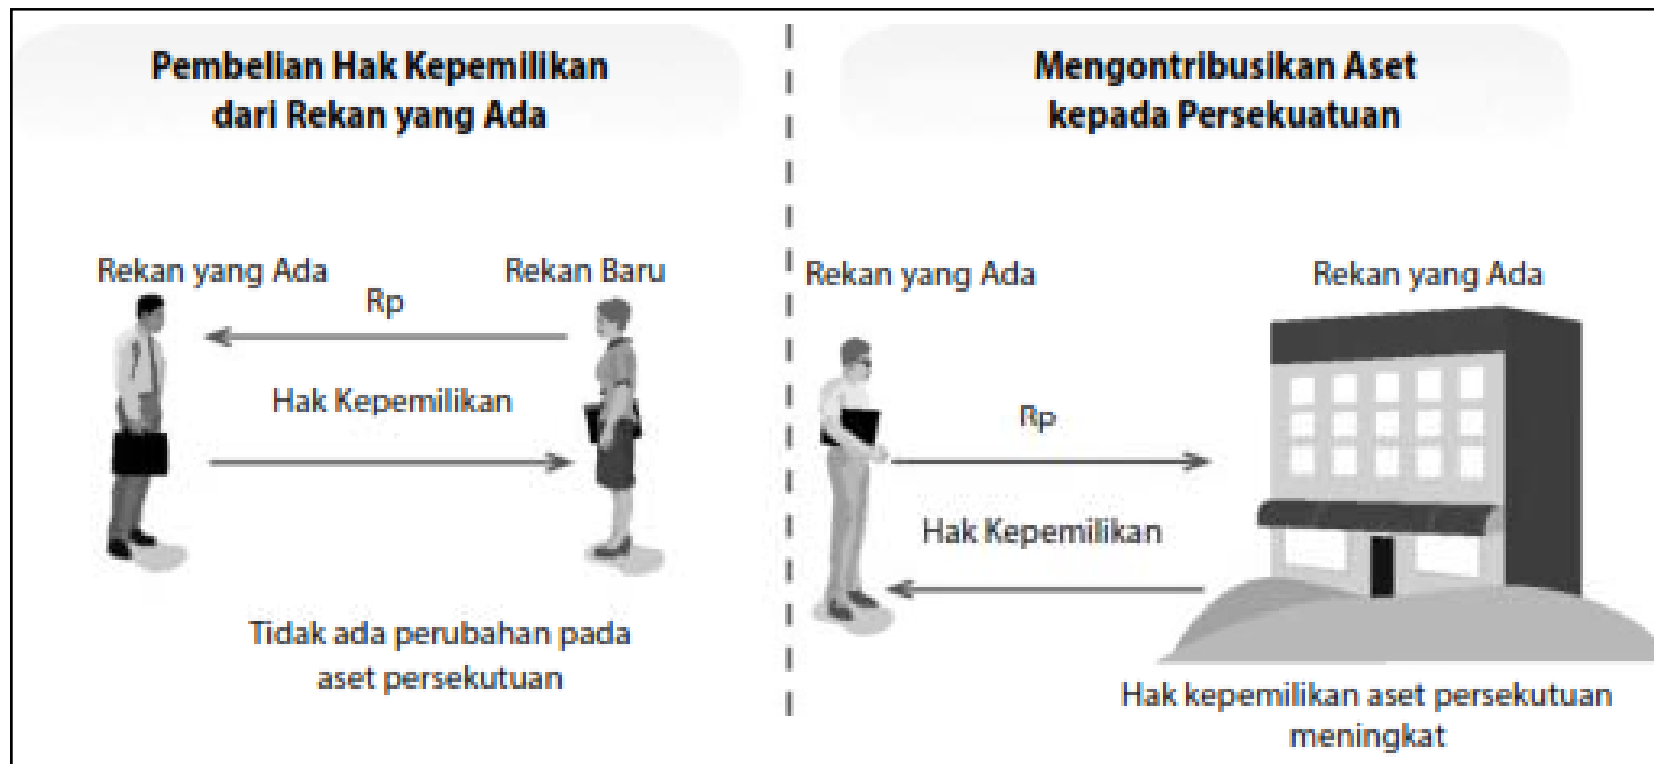 Pembelian Hak Kepemilikan
dari Rekan yang Ada
Rekan yang Ada
Rekan Baru
Rp
Hak Kepemilikan
Tidak ada perubahan pada
aset persekutuan
Mengontribusikan Aset
kepada Persekuatuan
Rekan yang Ada
Rekan yang Ada
Rp
Hak Kepemilikan
Hak kepemilikan aset persekutuan
meningkat